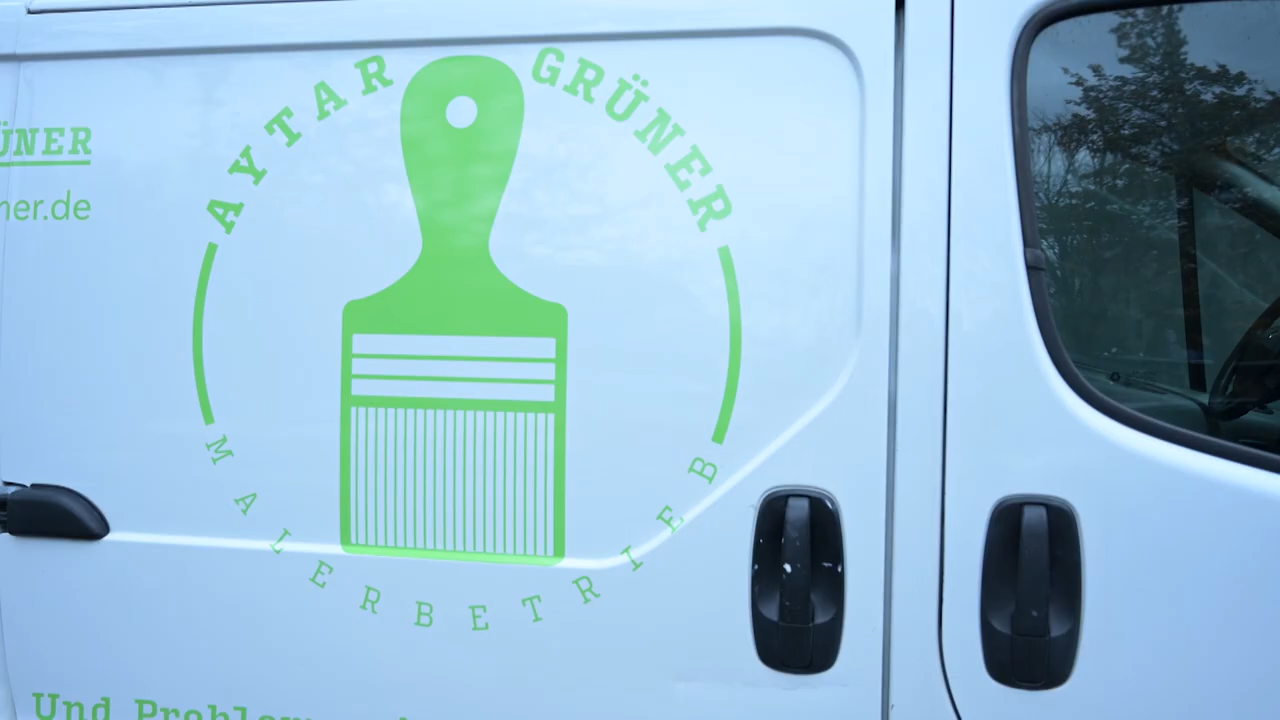 AYTAR GRÜNER
MALERBETRIEB
ÜNER
ner.de
Und